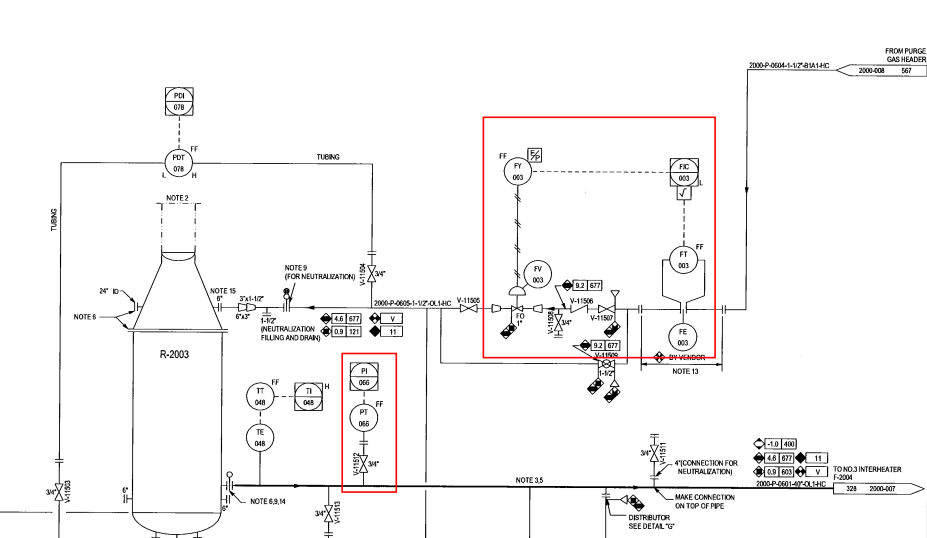 FROM PURGE
GAS HEADER
2000-P-0604-1-1/2"-B1A1-HC
2000-008 567
PDI
078
FF
PDT
078
L H
TUBING
TUBING
FF
FY
003
E/P
FIC
003
L
√
FT
003
FF
FE
003
BY VENDOR
NOTE 13
FV
003
FO
1"
V-11508
3/4"
V-11506
9.2 677
V-11507
9.2 677
V-11509
1-1/2"
V-11505
2000-P-0605-1-1/2"-OL1-HC
4.6 677 V
0.9 121 11
V-11504
3/4"
NOTE 9
(FOR NEUTRALIZATION)
NOTE 2
NOTE 15
24" ID
6"
3"x1-1/2"
6"x3"
1-1/2"
(NEUTRALIZATION
FILLING AND DRAIN)
NOTE 6
R-2003
PI
066
PT
066
FF
V-11512
3/4"
TT
048
FF
TI
048
H
TE
048
NOTE 6,9,14
6"
6"
3/4"
V-11503
3/4"
V-11513
NOTE 3,5
V-11511
3/4"
4"(CONNECTION FOR
NEUTRALIZATION)
MAKE CONNECTION
ON TOP OF PIPE
DISTRIBUTOR
SEE DETAIL "G"
-1.0 400
4.6 677 11
0.9 603 V
2000-P-0601-40"-OL1-HC
TO NO.3 INTERHEATER
F-2004
328 2000-007